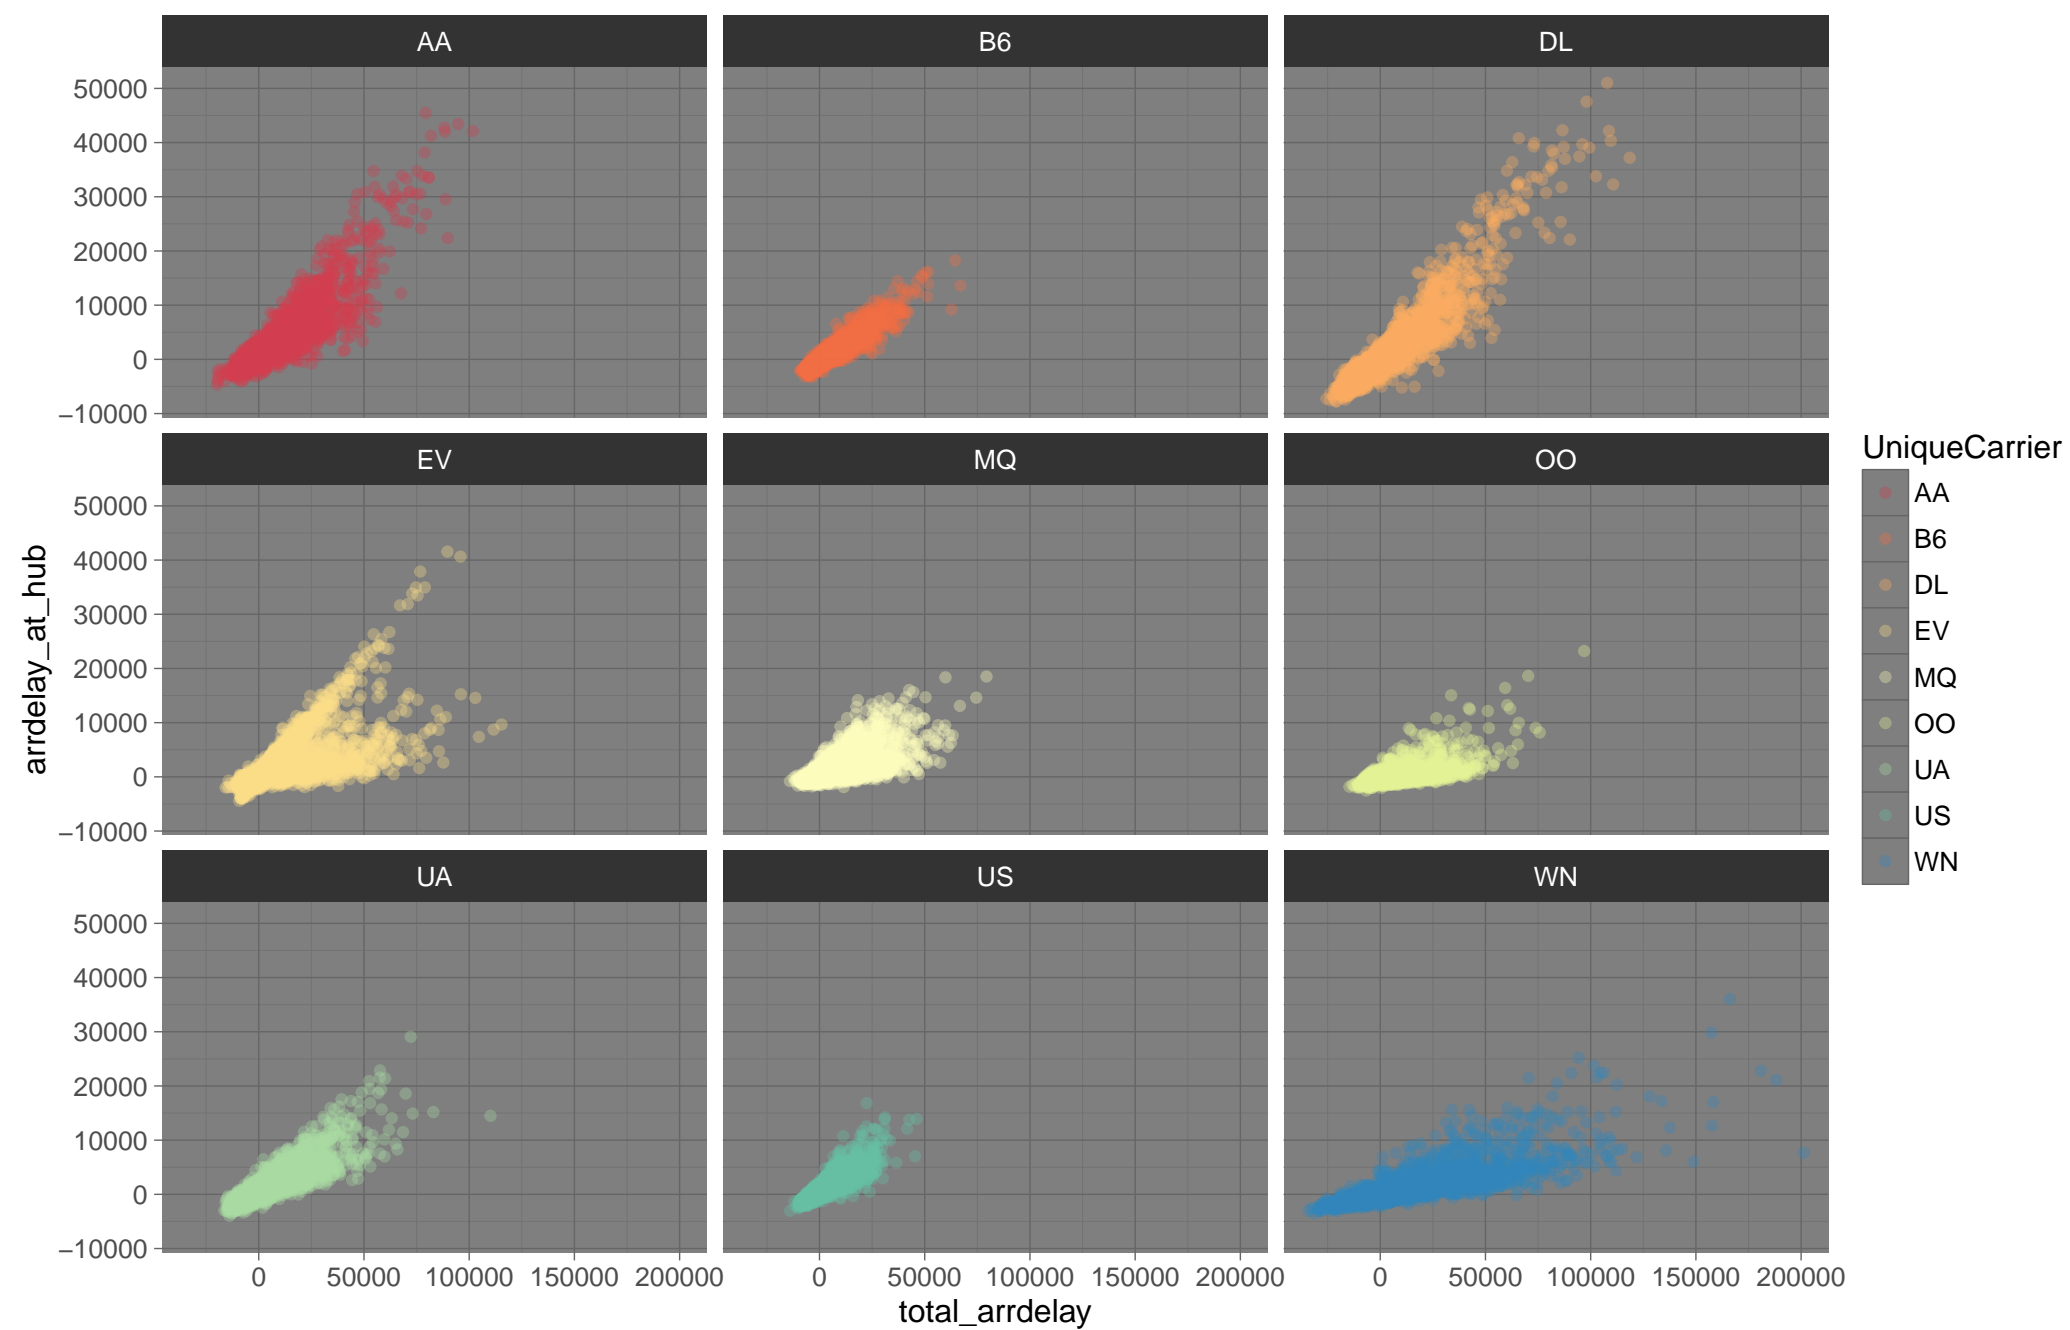 AA B6 DL
50000
40000
30000
20000
10000
0
−10000
EV MQ OO
50000
40000
30000
20000
10000
0
−10000
UA US WN
50000
40000
30000
20000
10000
0
−10000
0 50000 100000 150000 200000 0 50000 100000 150000 200000 0 50000 100000 150000 200000
total_arrdelay
arrdelay_at_hub
UniqueCarrier
AA
B6
DL
EV
MQ
OO
UA
US
WN